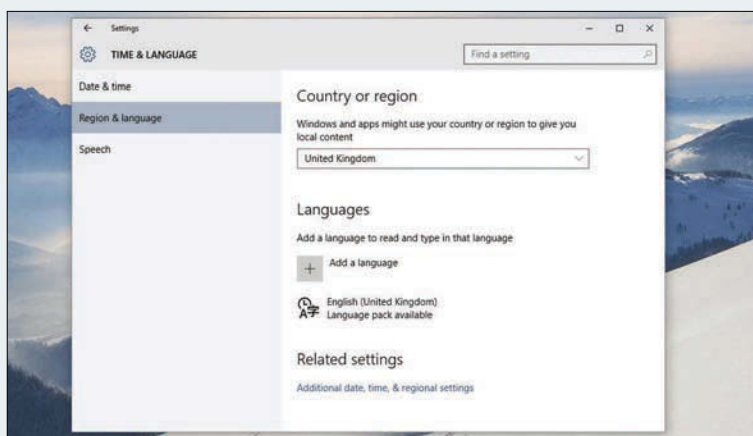 Settings
TIME & LANGUAGE
Find a setting
Date & time
Region & language
Speech
Country or region
Windows and apps might use your country or region to give you
local content
United Kingdom
Languages
Add a language to read and type in that language
Add a language
English (United Kingdom)
Language pack available
Related settings
Additional date, time, & regional settings